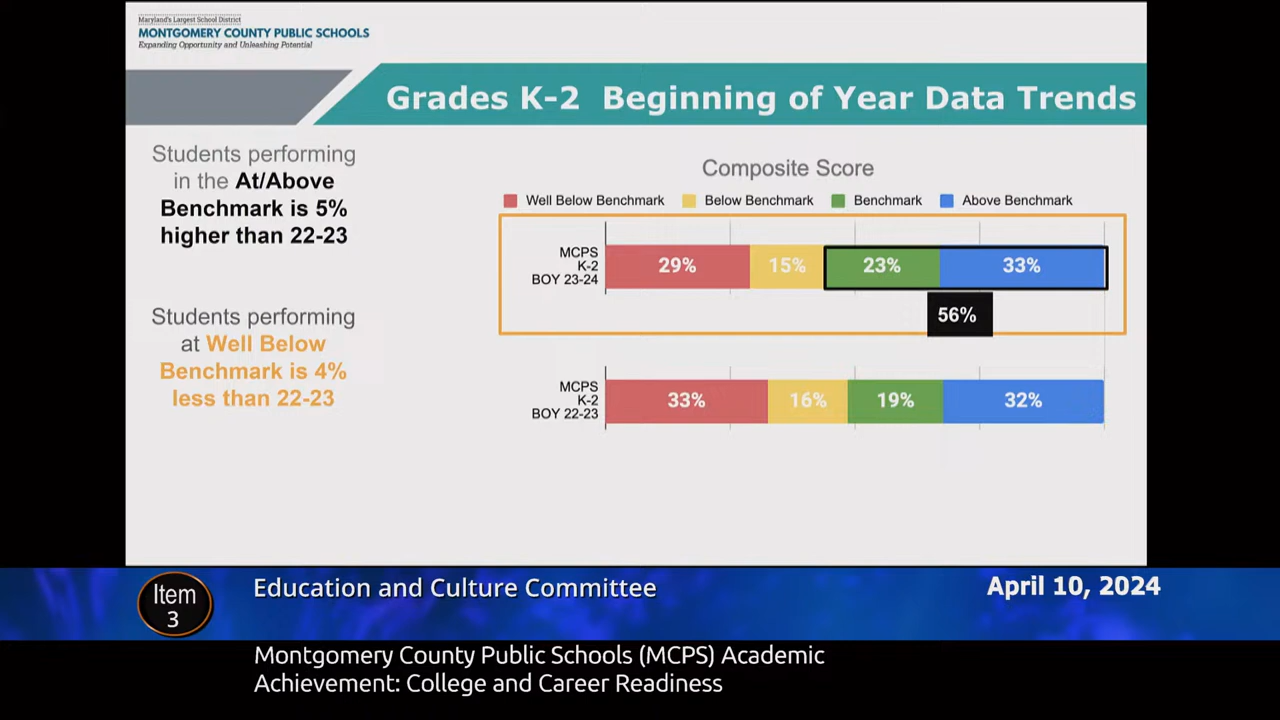 Maryland's Largest School District
MONTGOMERY COUNTY PUBLIC SCHOOLS
Expanding Opportunity and Unleashing Potential
Grades K-2 Beginning of Year Data Trends
Students performing
in the At/Above
Benchmark is 5%
higher than 22-23
Students performing
at Well Below
Benchmark is 4%
less than 22-23
Composite Score
Well Below Benchmark Below Benchmark Benchmark Above Benchmark
MCPS
K-2
BOY 23-24
29% 15% 23% 33%
56%
MCPS
K-2
BOY 22-23
33% 16% 19% 32%
Item
3
Education and Culture Committee
April 10, 2024
Montgomery County Public Schools (MCPS) Academic
Achievement: College and Career Readiness